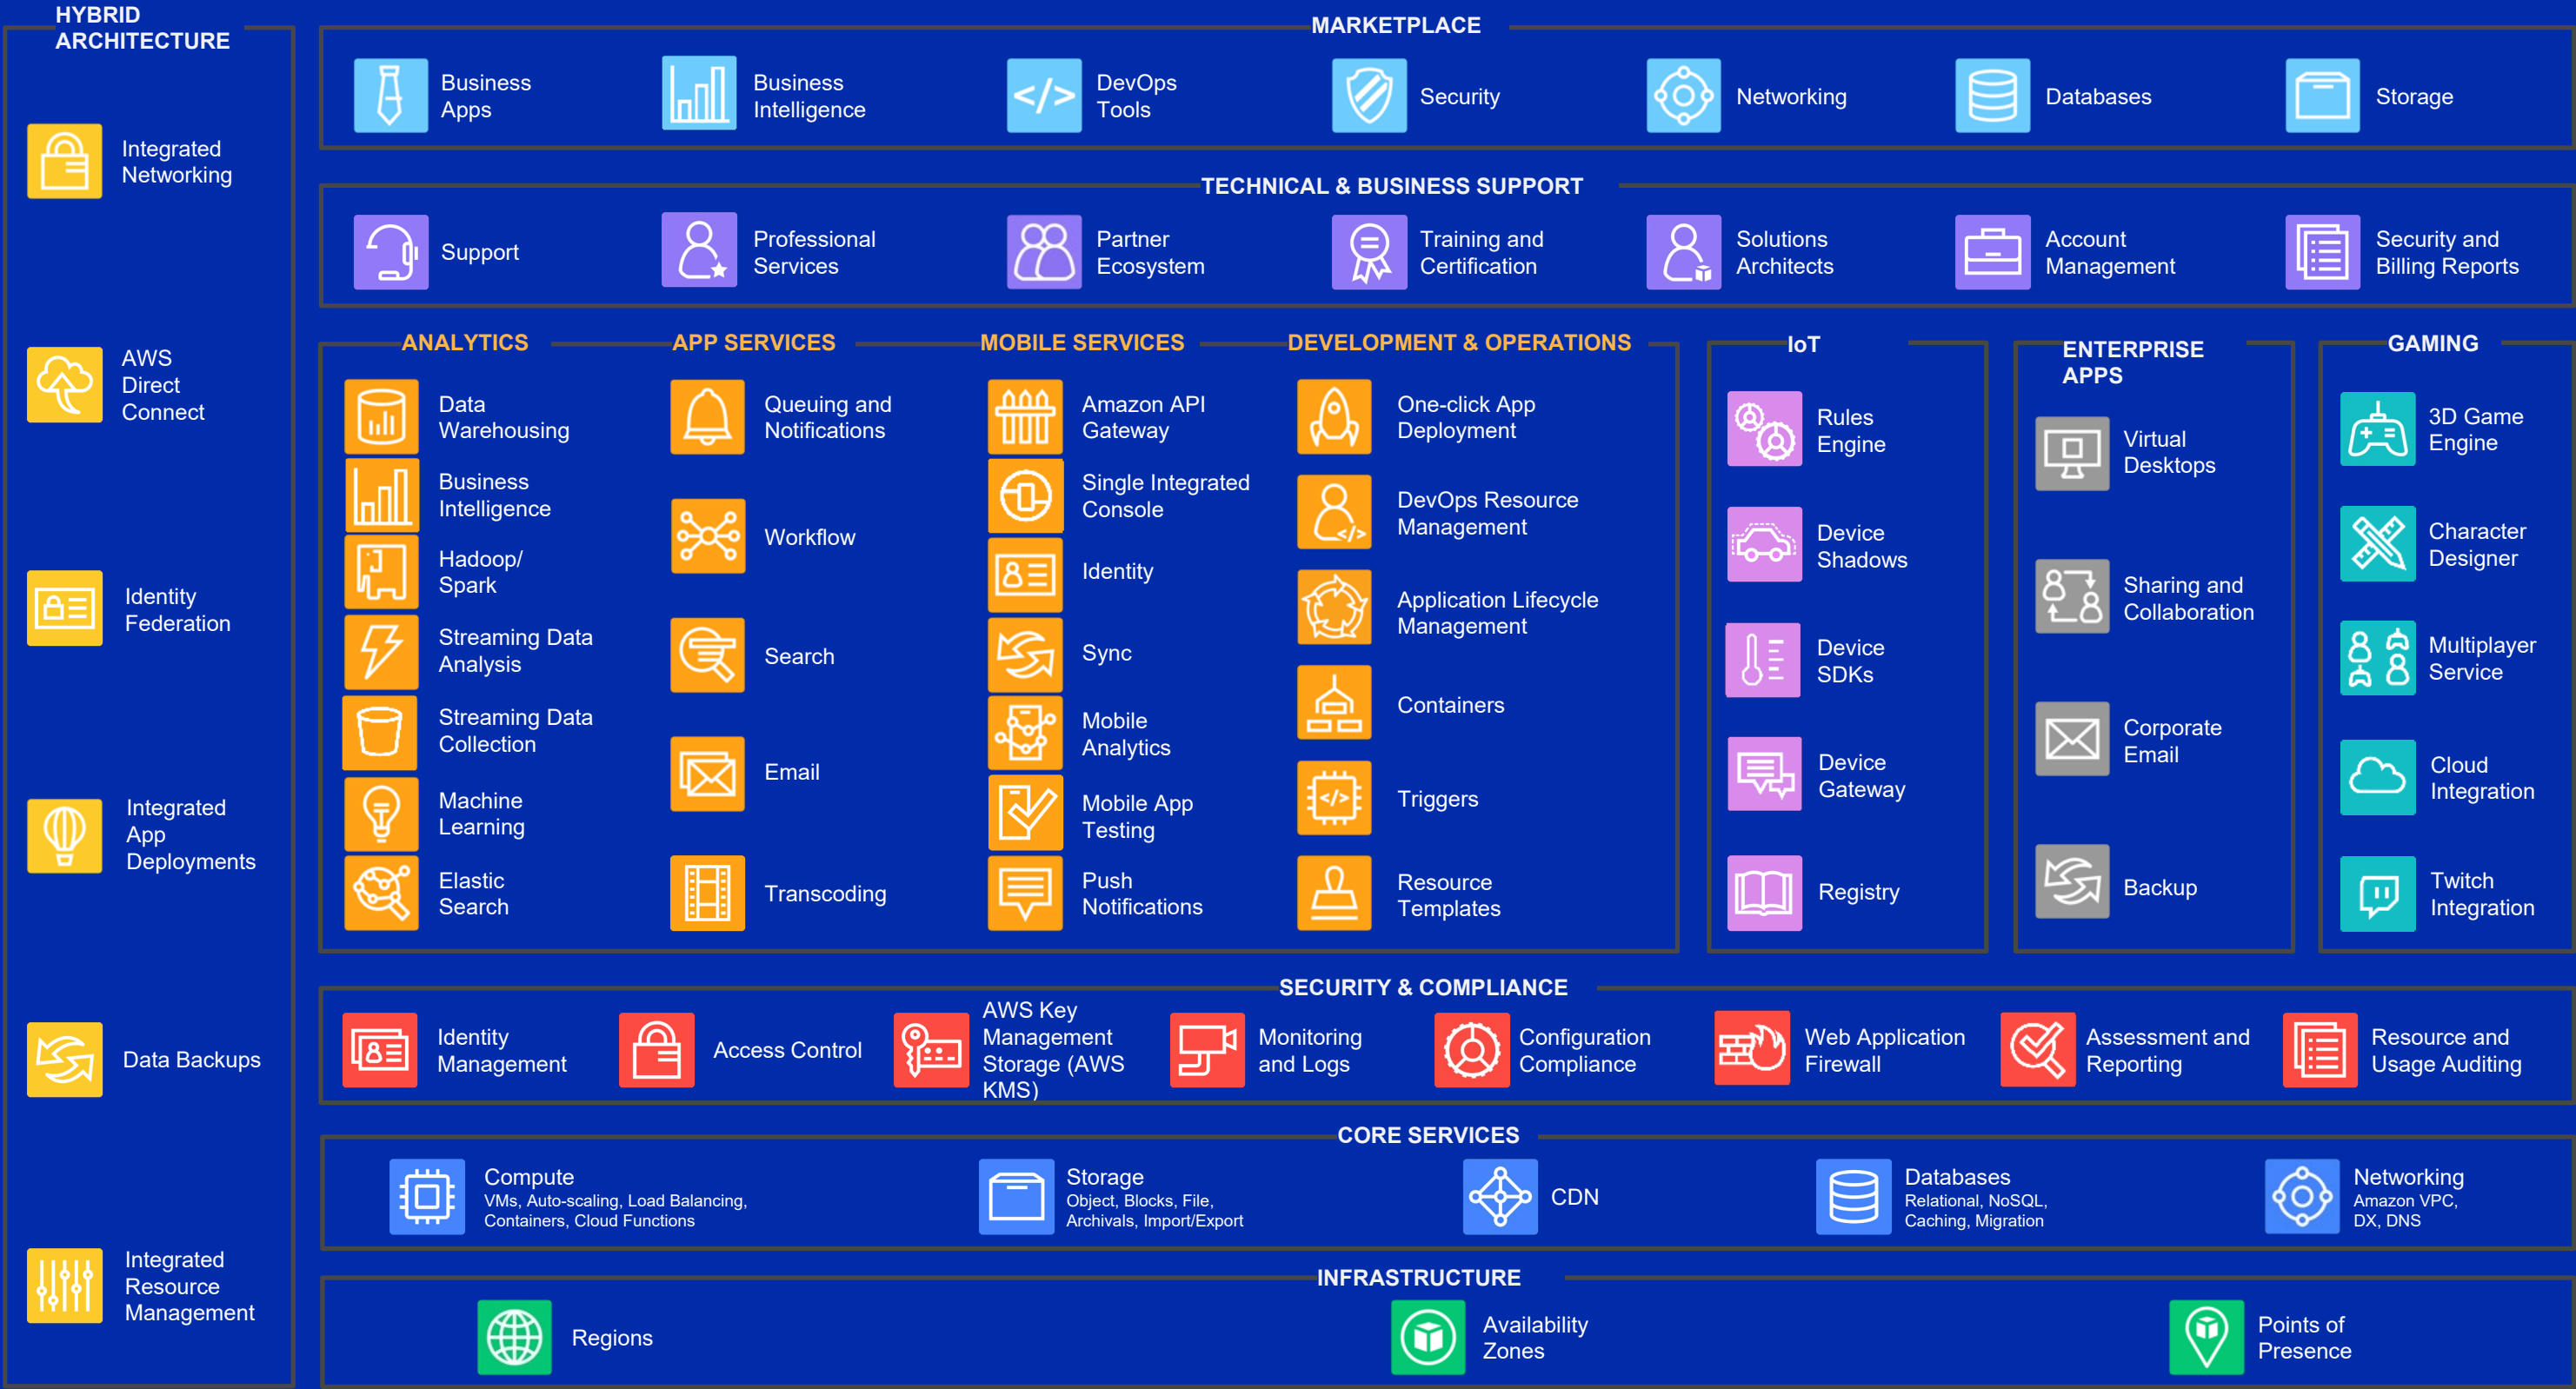 HYBRID
ARCHITECTURE
Integrated
Networking
AWS
Direct
Connect
Identity
Federation
Integrated
App
Deployments
Data Backups
Integrated
Resource
Management
MARKETPLACE
Business
Apps
Business
Intelligence
DevOps
Tools
Security
Networking
Databases
Storage
TECHNICAL & BUSINESS SUPPORT
Support
Professional
Services
Partner
Ecosystem
Training and
Certification
Solutions
Architects
Account
Management
Security and
Billing Reports
ANALYTICS
Data
Warehousing
Business
Intelligence
Hadoop/
Spark
Streaming Data
Analysis
Streaming Data
Collection
Machine
Learning
Elastic
Search
APP SERVICES
Queuing and
Notifications
Workflow
Search
Email
Transcoding
MOBILE SERVICES
Amazon API
Gateway
Single Integrated
Console
Identity
Sync
Mobile
Analytics
Mobile App
Testing
Push
Notifications
DEVELOPMENT & OPERATIONS
One-click App
Deployment
DevOps Resource
Management
Application Lifecycle
Management
Containers
Triggers
Resource
Templates
IoT
Rules
Engine
Device
Shadows
Device
SDKs
Device
Gateway
Registry
ENTERPRISE
APPS
Virtual
Desktops
Sharing and
Collaboration
Corporate
Email
Backup
GAMING
3D Game
Engine
Character
Designer
Multiplayer
Service
Cloud
Integration
Twitch
Integration
SECURITY & COMPLIANCE
Identity
Management
Access Control
AWS Key
Management
Storage (AWS
KMS)
Monitoring
and Logs
Configuration
Compliance
Web Application
Firewall
Assessment and
Reporting
Resource and
Usage Auditing
CORE SERVICES
Compute
VMs, Auto-scaling, Load Balancing,
Containers, Cloud Functions
Storage
Object, Blocks, File,
Archivals, Import/Export
CDN
Databases
Relational, NoSQL,
Caching, Migration
Networking
Amazon VPC,
DX, DNS
INFRASTRUCTURE
Regions
Availability
Zones
Points of
Presence